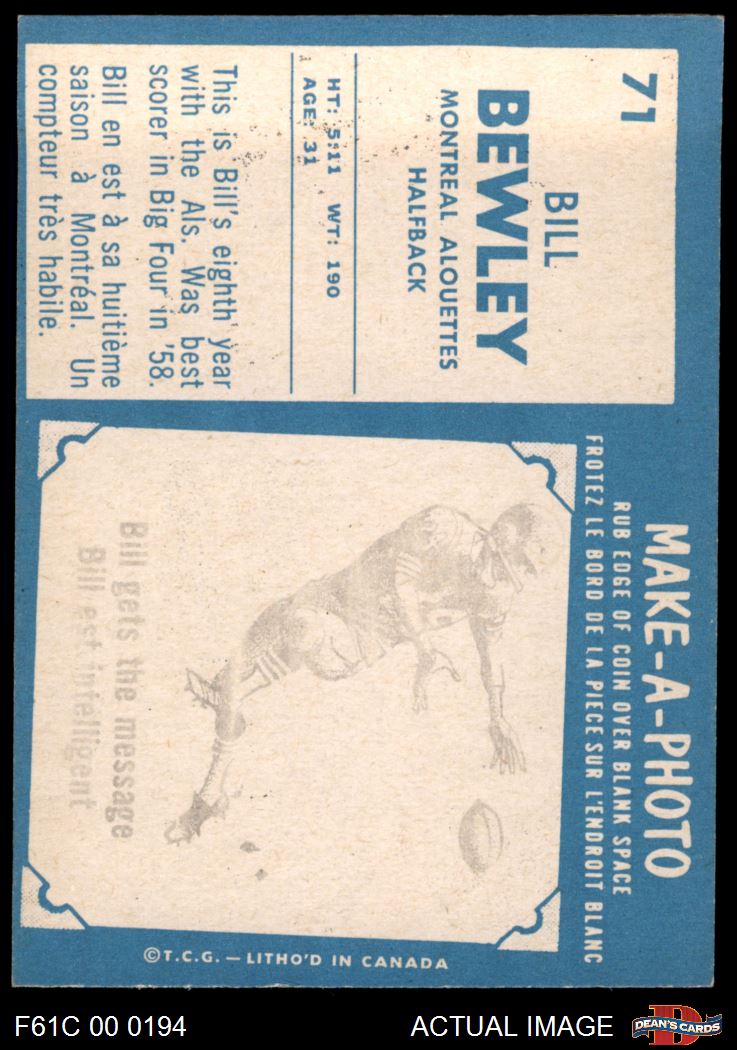 71
BILL
BEWLEY
MONTREAL ALOUETTES
HALFBACK
HT: 5:11 WT: 190
AGE: 31
This is Bill's eighth year
with the Als. Was best
scorer in Big Four in '58.
Bill en est à sa huitième
saison à Montréal. Un
compteur très habile.
MAKE-A-PHOTO
RUB EDGE OF COIN OVER BLANK SPACE
FROTEZ LE BORD DE LA PIECE SUR L'ENDROIT BLANC
Bill gets the message
Bill est intelligent
©T.C.G. — LITHO'D IN CANADA
F61C 00 0194
ACTUAL IMAGE
DEAN'S CARDS